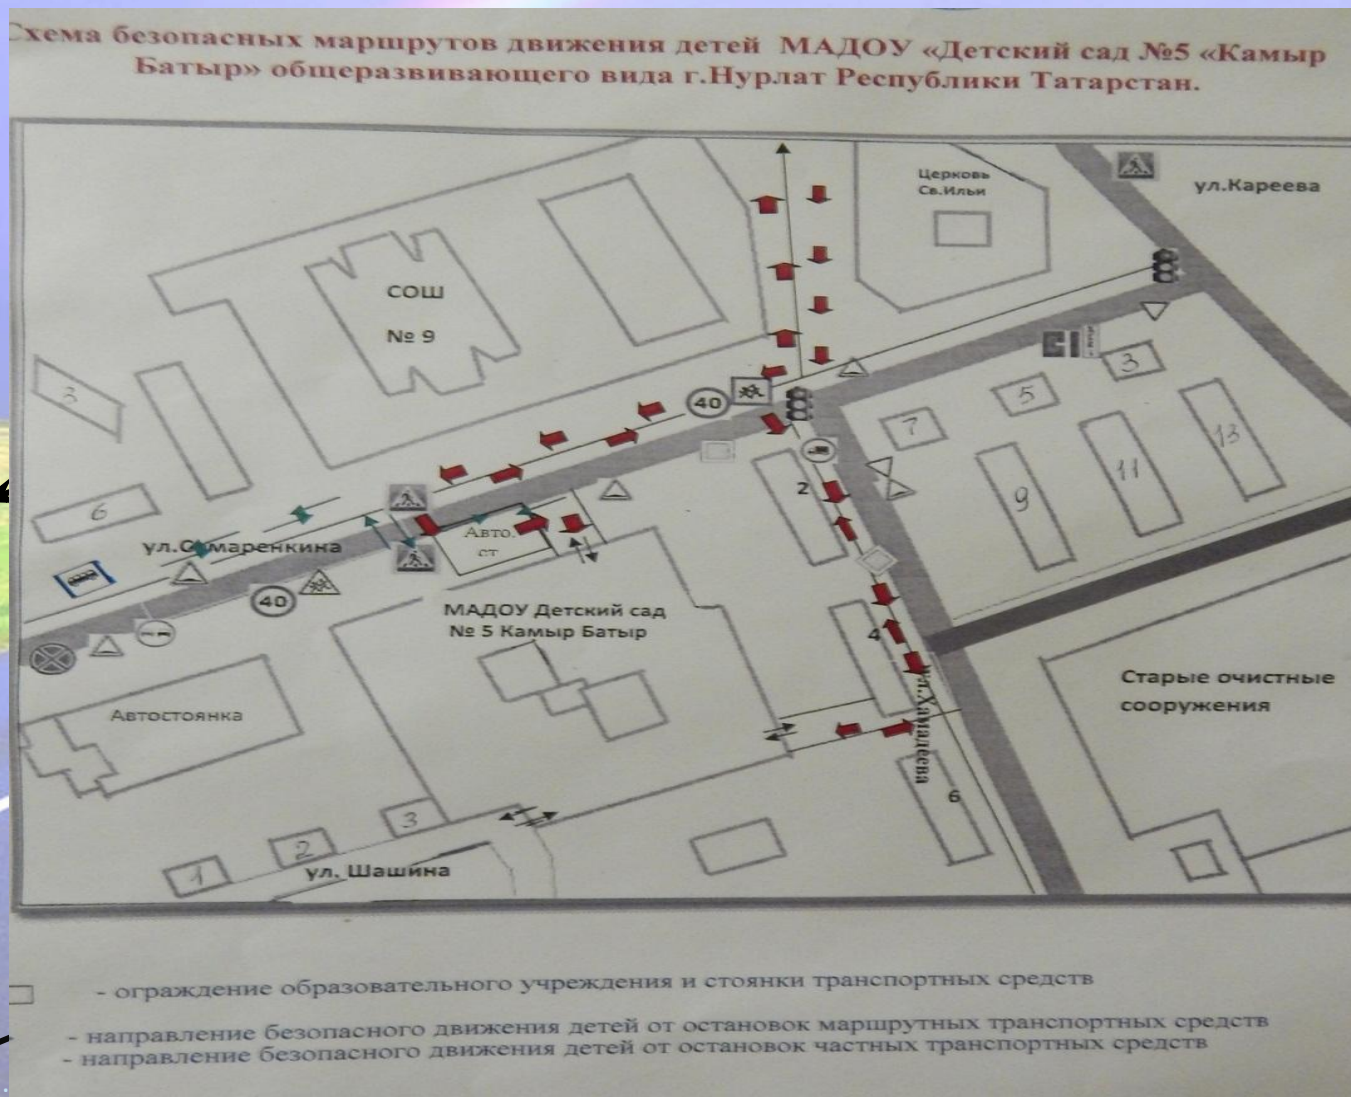 Схема безопасных маршрутов движения детей МАДОУ «Детский сад №5 «Камыр
Батыр» общеразвивающего вида г.Нурлат Республики Татарстан.
Церковь
Св.Ильи
ул.Кареева
СОШ
№ 9
3
40
3
5
7
13
11
9
2
6
ул.Самаренкина
Авто.
ст
40
МАДОУ Детский сад
№ 5 Камыр Батыр
4
Старые очистные
сооружения
Автостоянка
ул.Хамадеева
6
3
2
1
ул. Шашина
- ограждение образовательного учреждения и стоянки транспортных средств
- направление безопасного движения детей от остановок маршрутных транспортных средств
- направление безопасного движения детей от остановок частных транспортных средств